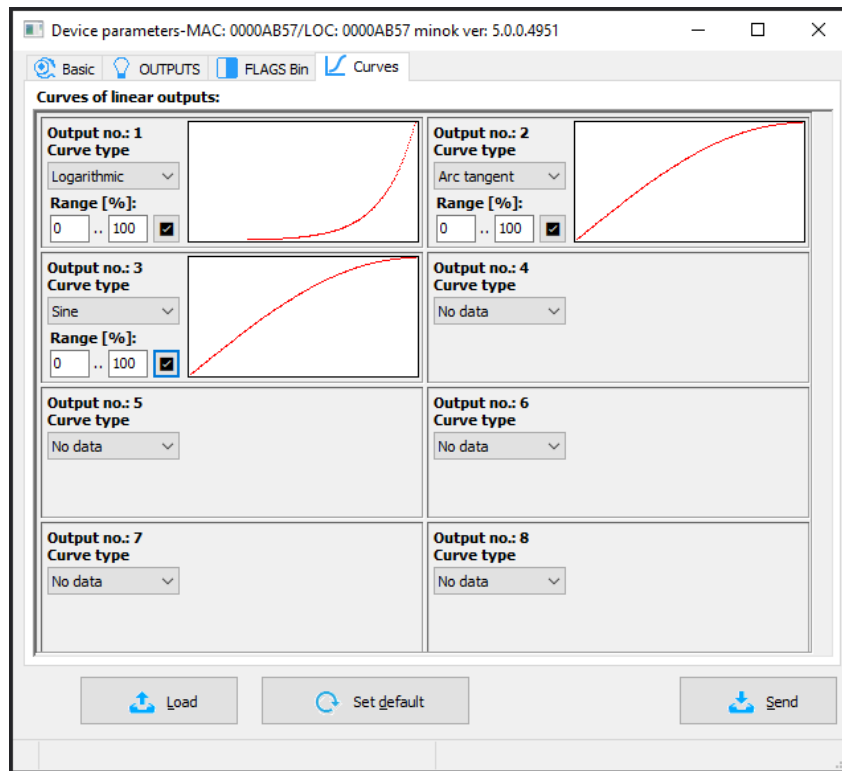 Device parameters-MAC: 0000AB57/LOC: 0000AB57 minok ver: 5.0.0.4951
Basic OUTPUTS FLAGS Bin Curves
Curves of linear outputs:
Output no.: 1
Curve type
Logarithmic
Range [%]:
0 .. 100
Output no.: 2
Curve type
Arc tangent
Range [%]:
0 .. 100
Output no.: 3
Curve type
Sine
Range [%]:
0 .. 100
Output no.: 4
Curve type
No data
Output no.: 5
Curve type
No data
Output no.: 6
Curve type
No data
Output no.: 7
Curve type
No data
Output no.: 8
Curve type
No data
Load Set default Send